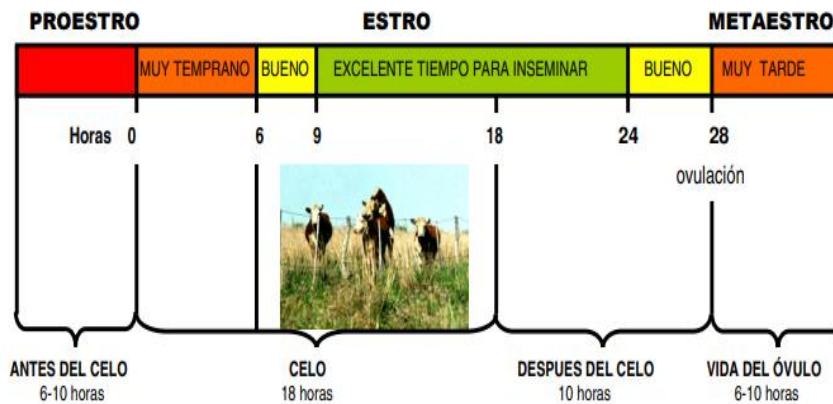 PROESTRO ESTRO METAESTRO
MUY TEMPRANO BUENO EXCELENTE TIEMPO PARA INSEMINAR BUENO MUY TARDE
Horas 0 6 9 18 24 28
ovulación
ANTES DEL CELO CELO DESPUES DEL CELO VIDA DEL ÓVULO
6-10 horas 18 horas 10 horas 6-10 horas